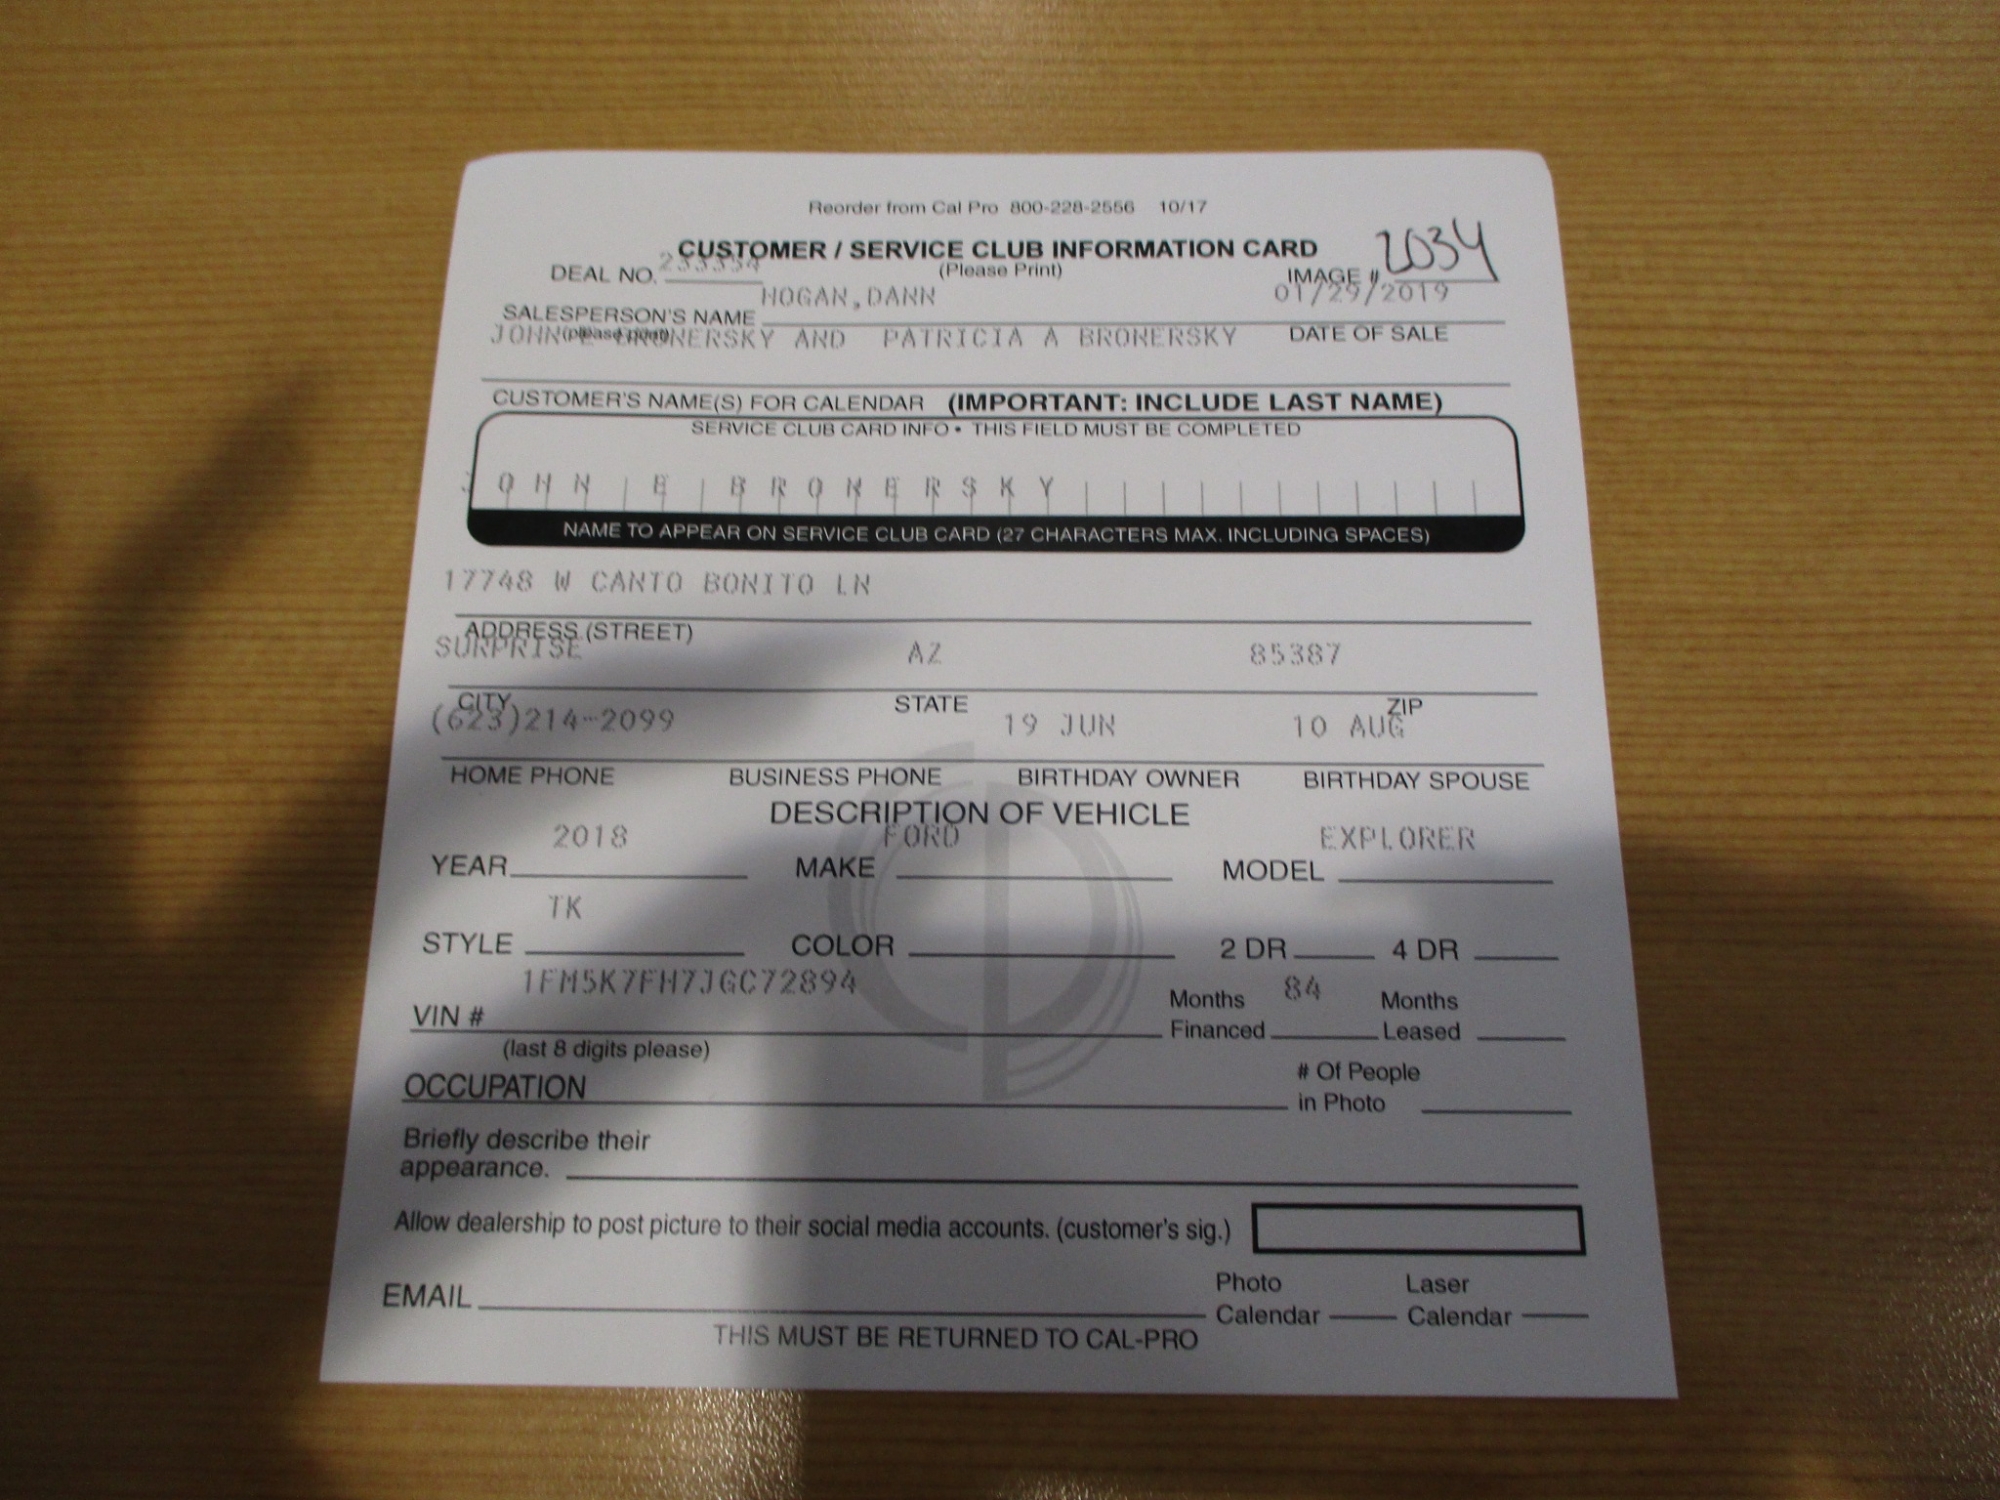 Reorder from Cal Pro 800-228-2556 10/17
CUSTOMER / SERVICE CLUB INFORMATION CARD
(Please Print)
DEAL NO. 233334
IMAGE # 2034
HOGAN,DANN 01/29/2019
SALESPERSON'S NAME
(please print)
DATE OF SALE
JOHN E BRONERSKY AND PATRICIA A BRONERSKY
CUSTOMER'S NAME(S) FOR CALENDAR (IMPORTANT: INCLUDE LAST NAME)
SERVICE CLUB CARD INFO • THIS FIELD MUST BE COMPLETED
JOHN E BRONERSKY
NAME TO APPEAR ON SERVICE CLUB CARD (27 CHARACTERS MAX. INCLUDING SPACES)
17748 W CANTO BONITO LN
ADDRESS (STREET)
SURPRISE AZ 85387
CITY STATE ZIP
(623)214-2099 19 JUN 10 AUG
HOME PHONE BUSINESS PHONE BIRTHDAY OWNER BIRTHDAY SPOUSE
DESCRIPTION OF VEHICLE
2018 FORD EXPLORER
YEAR MAKE MODEL
TK
STYLE COLOR 2 DR 4 DR
1FM5K7FH7JGC72894
VIN #
(last 8 digits please)
Months Financed 84 Months Leased
OCCUPATION
# Of People in Photo
Briefly describe their
appearance.
Allow dealership to post picture to their social media accounts. (customer's sig.)
EMAIL
Photo Calendar Laser Calendar
THIS MUST BE RETURNED TO CAL-PRO